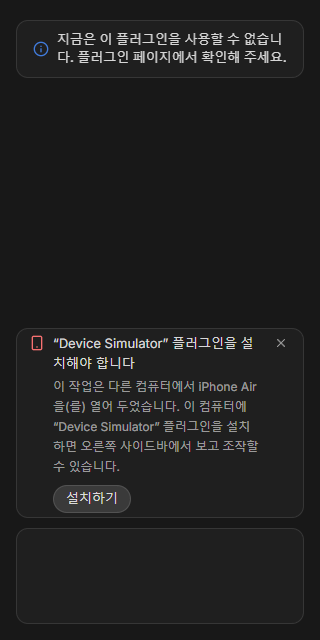 지금은 이 플러그인을 사용할 수 없습니
다. 플러그인 페이지에서 확인해 주세요.
“Device Simulator” 플러그인을 설
치해야 합니다
이 작업은 다른 컴퓨터에서 iPhone Air
을(를) 열어 두었습니다. 이 컴퓨터에
“Device Simulator” 플러그인을 설치
하면 오른쪽 사이드바에서 보고 조작할
수 있습니다.
설치하기